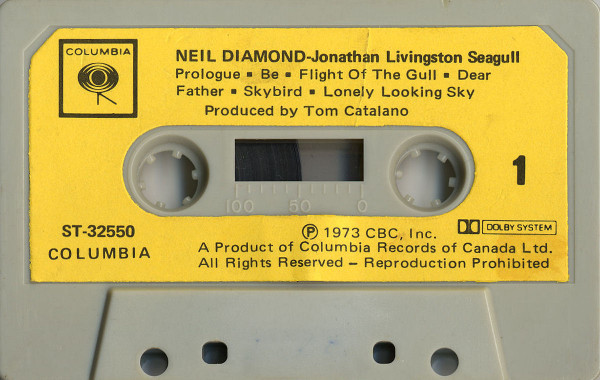 COLUMBIA
NEIL DIAMOND-Jonathan Livingston Seagull
Prologue ▪ Be ▪ Flight Of The Gull ▪ Dear
Father ▪ Skybird ▪ Lonely Looking Sky
Produced by Tom Catalano
1
100 50 0
ST-32550
COLUMBIA
Ⓟ 1973 CBC, Inc.
DOLBY SYSTEM
A Product of Columbia Records of Canada Ltd.
All Rights Reserved – Reproduction Prohibited